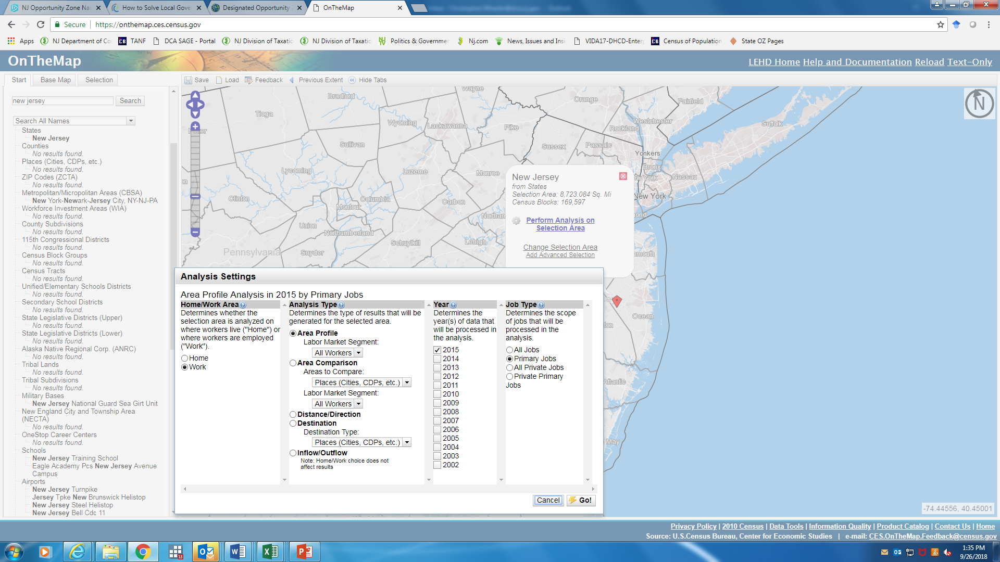 NJ Opportunity Zone Na
How to Solve Local Gove
Designated Opportunity
OnTheMap
Secure
https://onthemap.ces.census.gov
Apps
NJ Department of Co
TANF
DCA SAGE - Portal
NJ Division of Taxatio
NJ Division of Taxatio
Politics & Governmer
Nj.com
News, Issues and Insi
VIDA17-DHCD-Enter
Census of Population
State OZ Pages
OnTheMap
LEHD Home Help and Documentation Reload Text-Only
Start
Base Map
Selection
Save
Load
Feedback
Previous Extent
Hide Tabs
new jersey
Search
Search All Names
States
New Jersey
Counties
No results found.
Places (Cities, CDPs, etc.)
No results found.
ZIP Codes (ZCTA)
No results found.
Metropolitan/Micropolitan Areas (CBSA)
New York-Newark-Jersey City, NY-NJ-PA
Workforce Investment Areas (WIA)
No results found.
County Subdivisions
No results found.
115th Congressional Districts
No results found.
Census Block Groups
No results found.
Census Tracts
No results found.
Unified/Elementary Schools Districts
No results found.
Secondary School Districts
No results found.
State Legislative Districts (Upper)
No results found.
State Legislative Districts (Lower)
No results found.
Alaska Native Regional Corp. (ANRC)
No results found.
Tribal Lands
No results found.
Tribal Subdivisions
No results found.
Military Bases
New Jersey National Guard Sea Girt Unit
New England City and Township Area
(NECTA)
No results found.
OneStop Career Centers
No results found.
Schools
New Jersey Training School
Eagle Academy Pcs New Jersey Avenue
Campus
Airports
New Jersey Turnpike
Jersey Tpke New Brunswick Helistop
New Jersey Steel Helistop
New Jersey Bell Cdc 11
Bradford
Wayne
Orange
Fairfield
Tioga
Wyoming
Lackawanna
Pike
Rockland
Westchester
Suffolk
Sullivan
Sussex
Passaic
Yonkers
Bronx
Nassau
Lycoming
Luzerne
Monroe
New York
Clinton
Columbia
Carbon
Montour
Northam
mond
Union
Northumberland
Schuylkill
Lehigh
Pennsylvania
Snyder
nmouth
Ocean
ton
Atlantic
May
N
New Jersey
from States
Selection Area: 8,723.084 Sq. Mi
Census Blocks: 169,597
Perform Analysis on
Selection Area
Change Selection Area
Add Advanced Selection
Analysis Settings
Area Profile Analysis in 2015 by Primary Jobs
Home/Work Area
Determines whether the
selection area is analyzed on
where workers live ("Home") or
where workers are employed
("Work").
Home
Work
Analysis Type
Determines the type of results that will be
generated for the selected area.
Area Profile
Labor Market Segment:
All Workers
Area Comparison
Areas to Compare:
Places (Cities, CDPs, etc.)
Labor Market Segment:
All Workers
Distance/Direction
Destination
Destination Type:
Places (Cities, CDPs, etc.)
Inflow/Outflow
Note: Home/Work choice does not
affect results
Year
Determines the
year(s) of data that
will be processed in
the analysis.
2015
2014
2013
2012
2011
2010
2009
2008
2007
2006
2005
2004
2003
2002
Job Type
Determines the scope
of jobs that will be
processed in the
analysis.
All Jobs
Primary Jobs
All Private Jobs
Private Primary
Jobs
Cancel
Go!
-74.44556, 40.45001
Privacy Policy | 2010 Census | Data Tools | Information Quality | Product Catalog | Contact Us | Home
Source: U.S.Census Bureau, Center for Economic Studies | e-mail: CES.OnTheMap.Feedback@census.gov
1:35 PM
9/26/2018